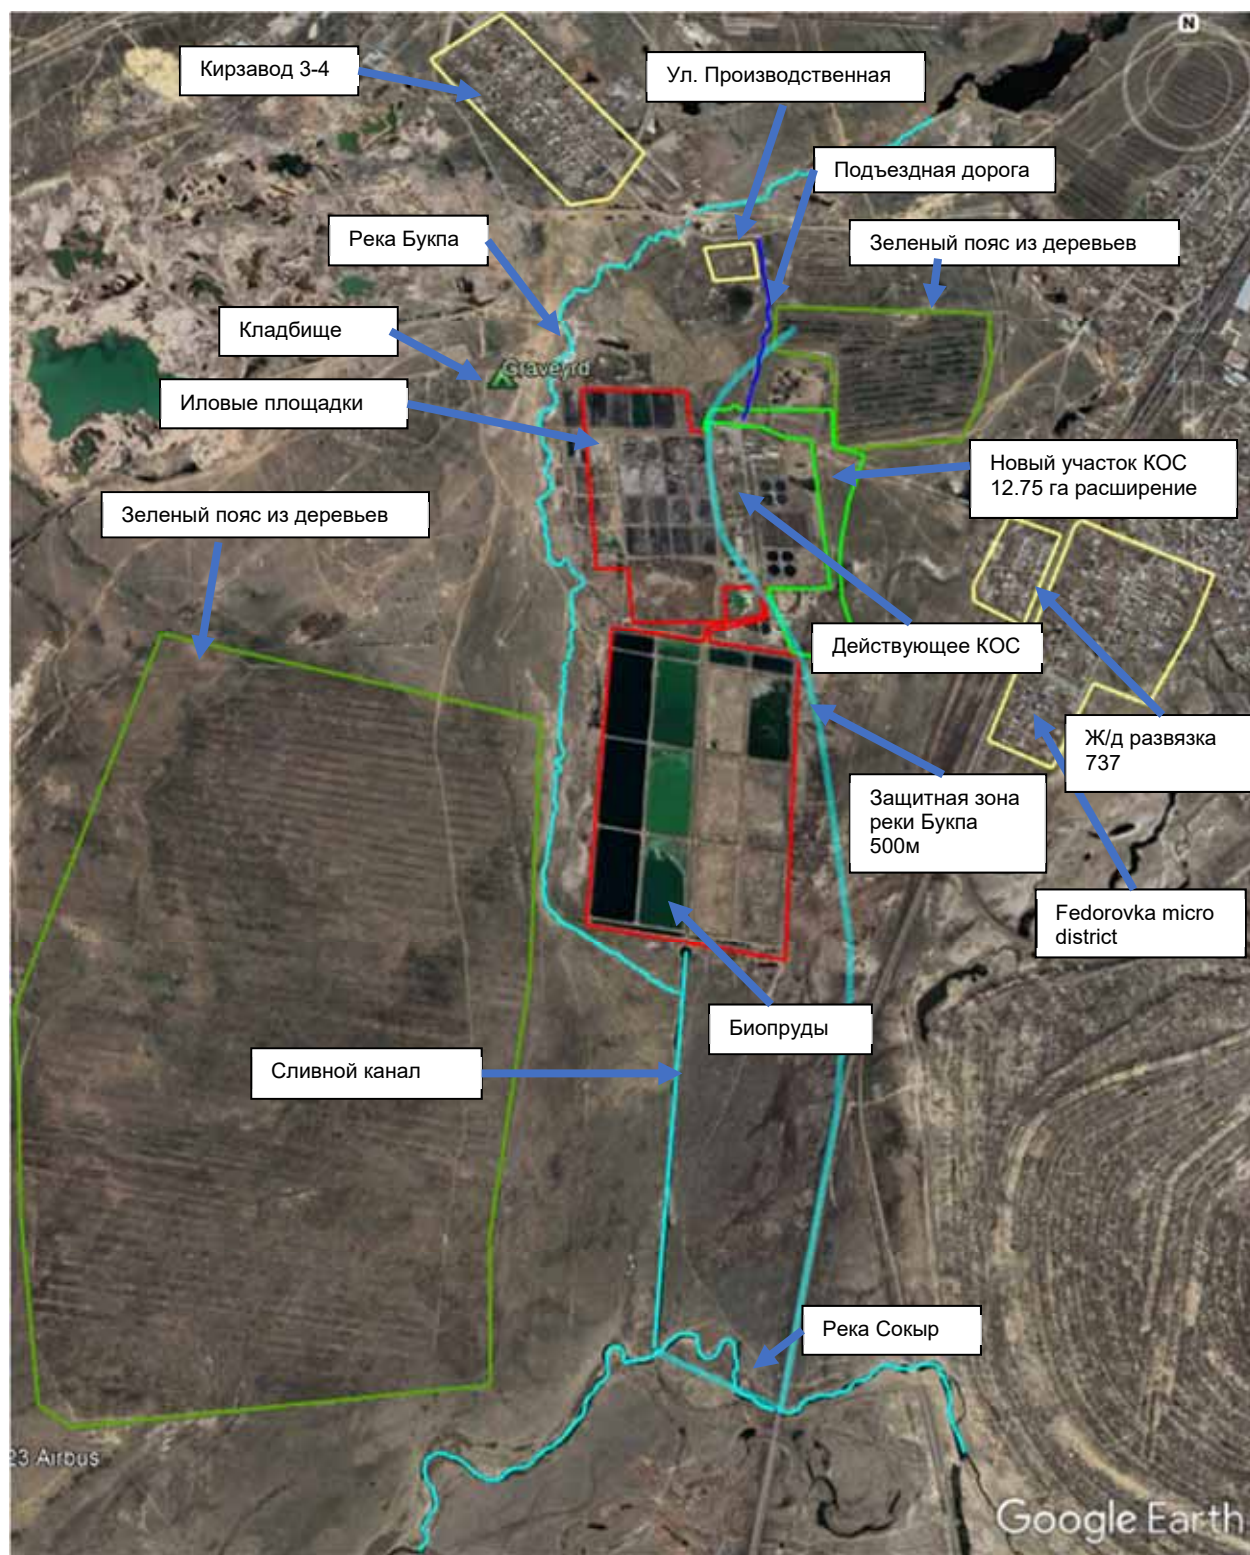 N
Кирзавод 3-4
Ул. Производственная
Подъездная дорога
Река Букпа
Зеленый пояс из деревьев
Кладбище
Graveyrd
Иловые площадки
Новый участок КОС
12.75 га расширение
Зеленый пояс из деревьев
Действующее КОС
Ж/д развязка
737
Защитная зона
реки Букпа
500м
Fedorovka micro
district
Биопруды
Сливной канал
Река Сокыр
23 Airbus
Google Earth